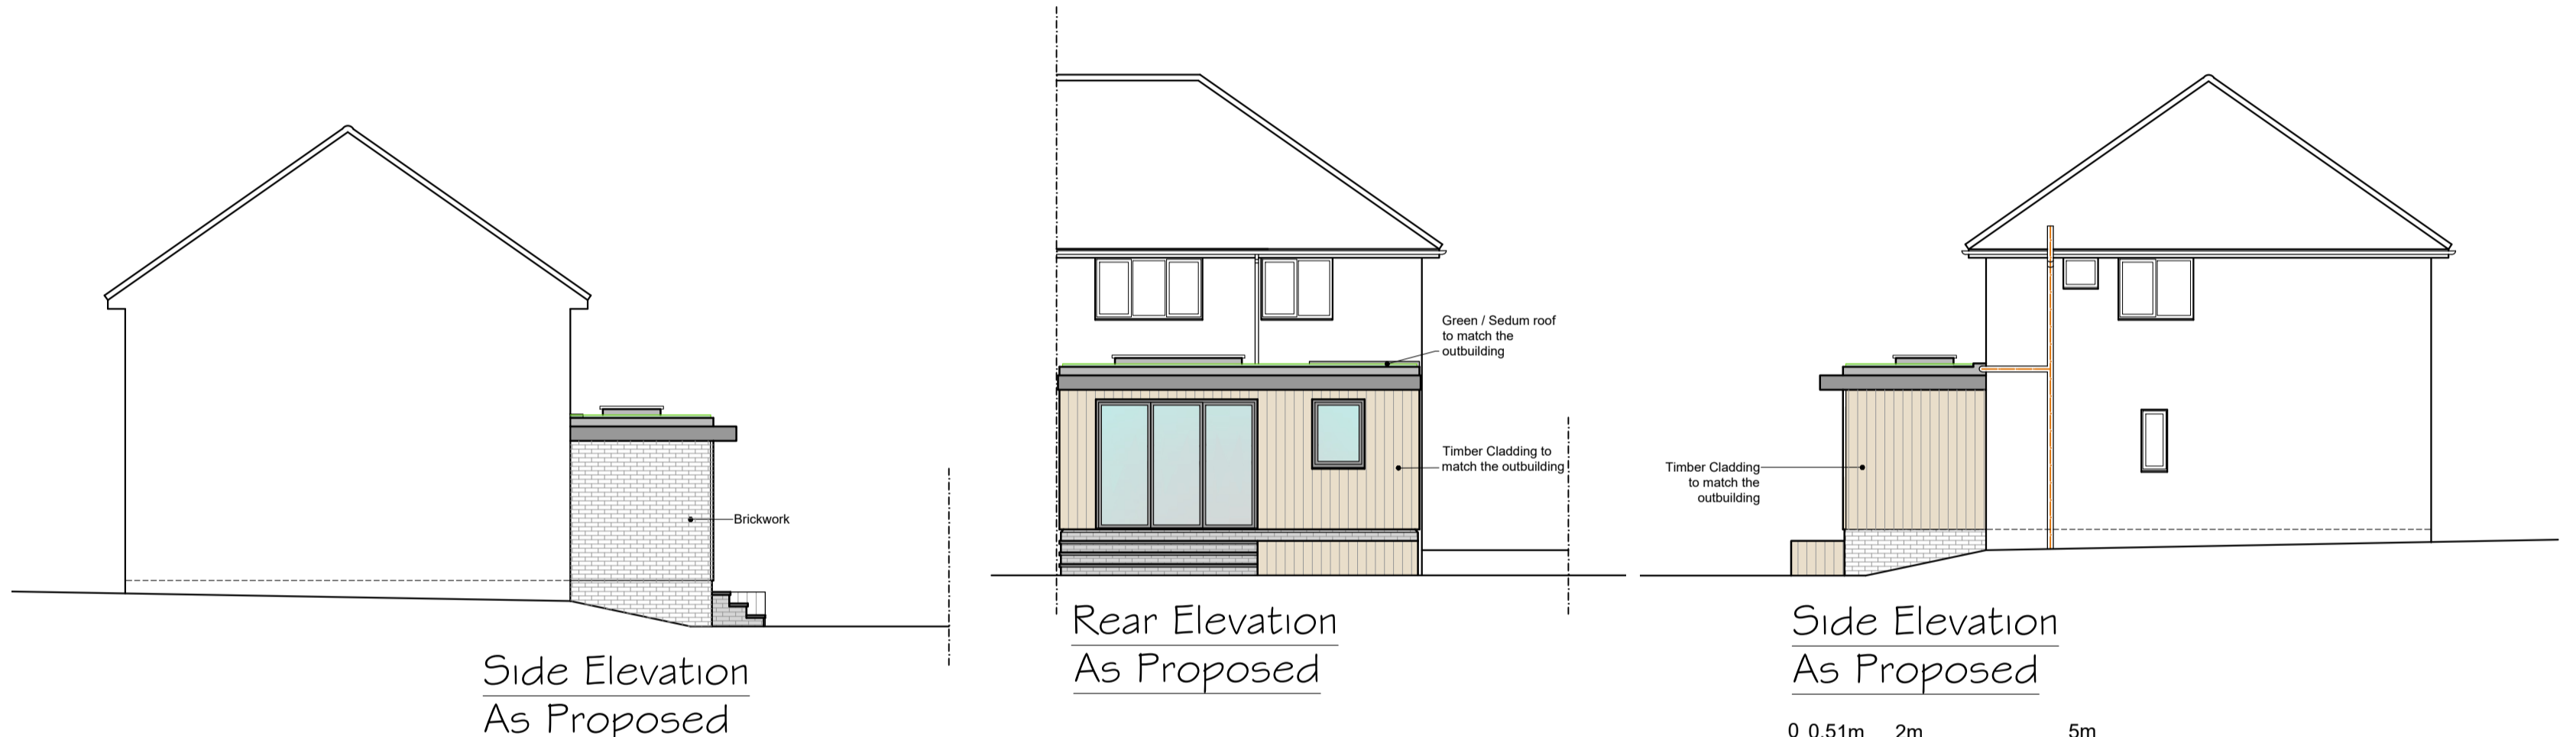 Brickwork
Side Elevation
As Proposed
Green / Sedum roof
to match the
outbuilding
Timber Cladding to
match the outbuilding
Rear Elevation
As Proposed
Timber Cladding
to match the
outbuilding
Side Elevation
As Proposed
0 0.51m 2m 5m